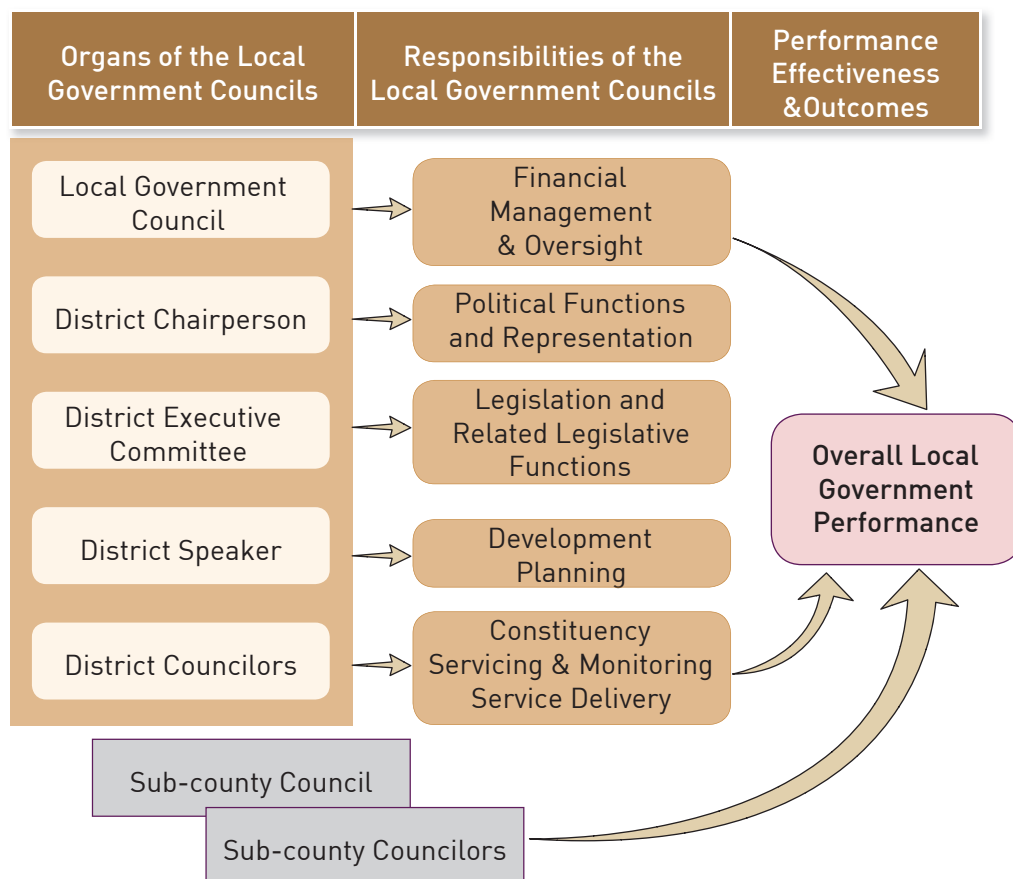 Organs of the Local
Government Councils
Responsibilities of the
Local Government Councils
Performance
Effectiveness
&Outcomes
Local Government
Council
Financial
Management
& Oversight
District Chairperson
Political Functions
and Representation
District Executive
Committee
Legislation and
Related Legislative
Functions
Overall Local
Government
Performance
District Speaker
Development
Planning
District Councilors
Constituency
Servicing & Monitoring
Service Delivery
Sub-county Council
Sub-county Councilors